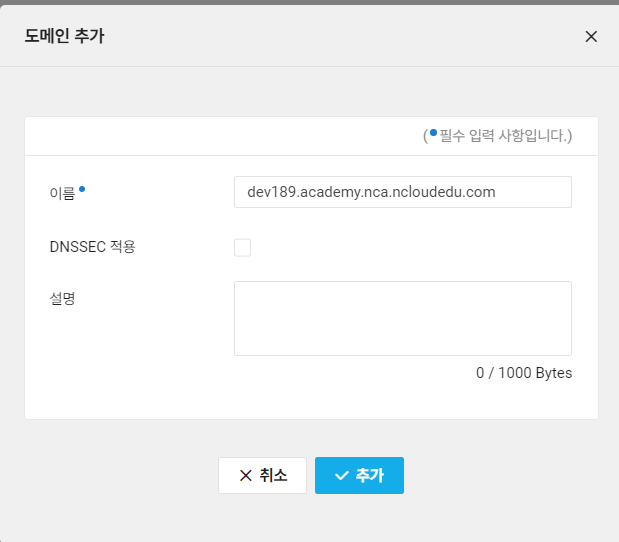 도메인 추가
(필수 입력 사항입니다.)
이름
dev189.academy.nca.ncloudedu.com
DNSSEC 적용
설명
0 / 1000 Bytes
취소
추가